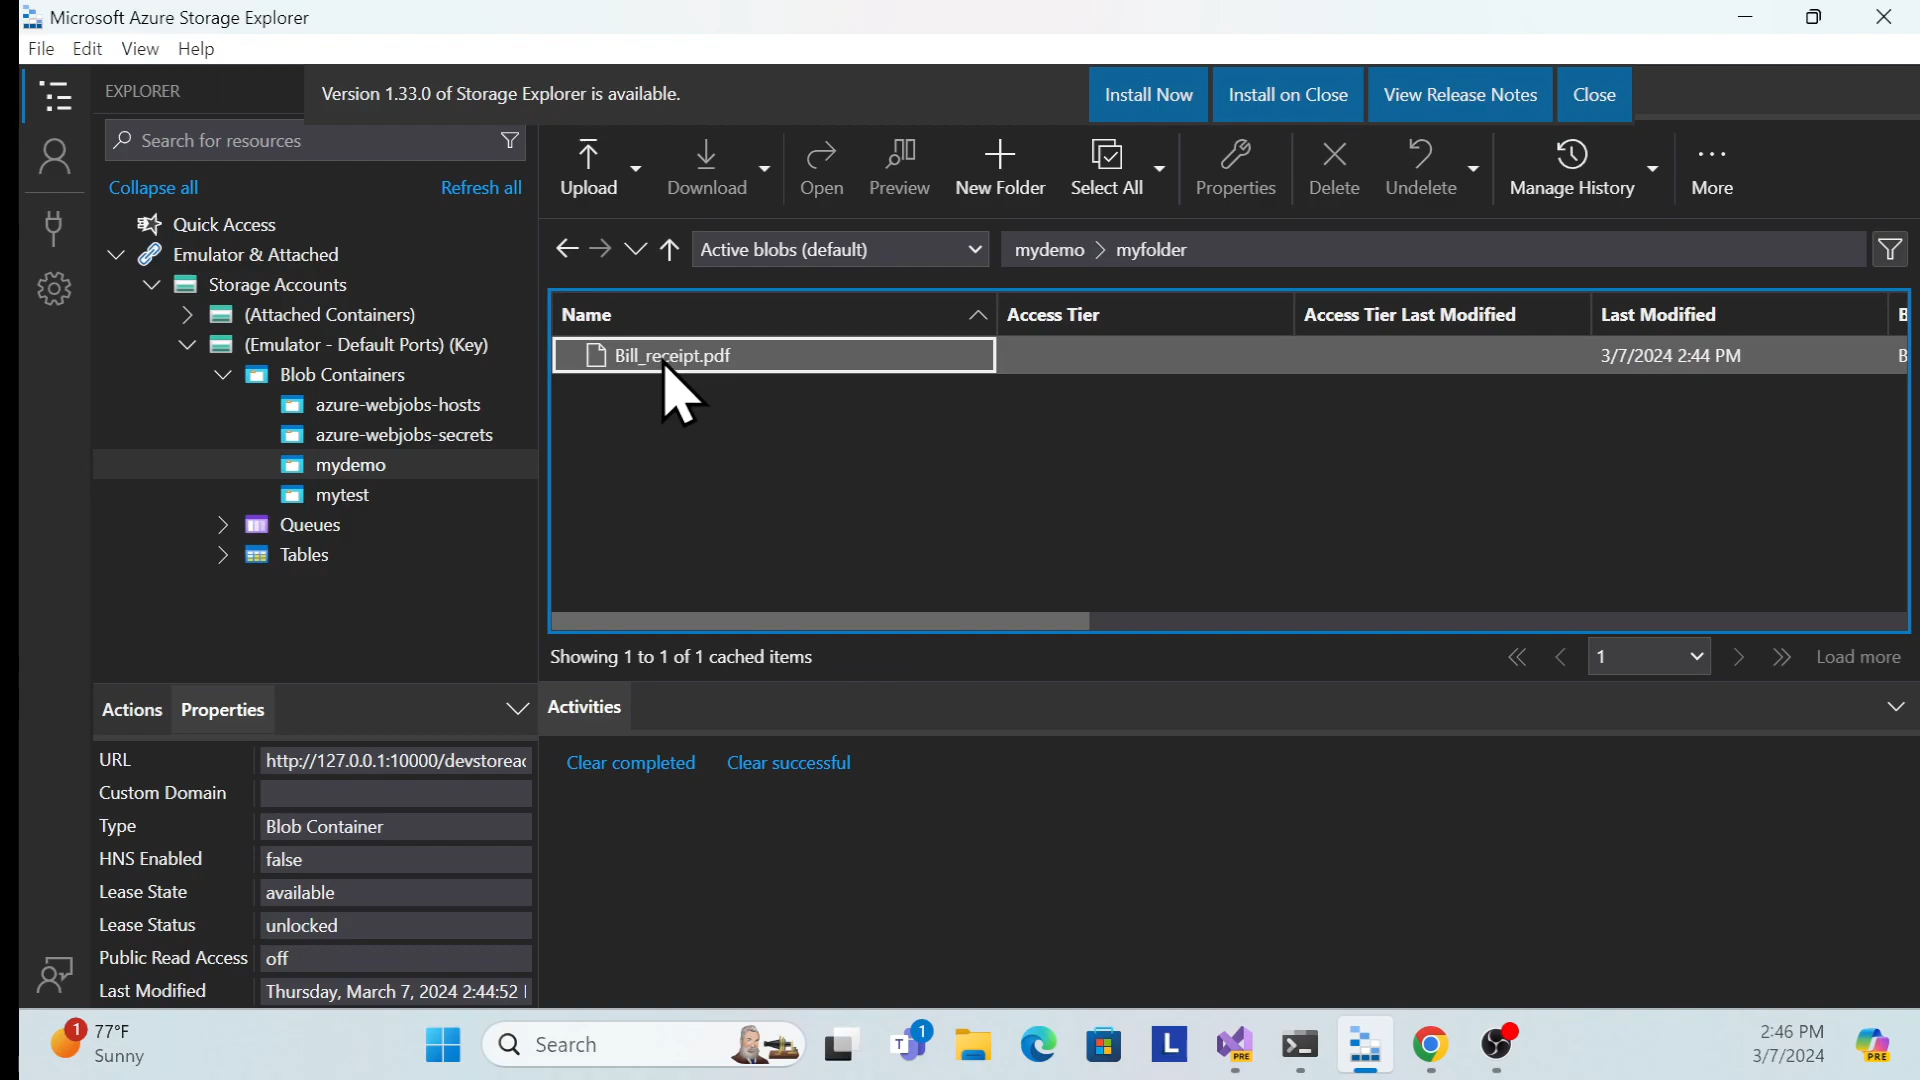 Microsoft Azure Storage Explorer
File Edit View Help
EXPLORER
Version 1.33.0 of Storage Explorer is available.
Install Now Install on Close View Release Notes Close
Search for resources
Collapse all Refresh all
Quick Access
Emulator & Attached
Storage Accounts
(Attached Containers)
(Emulator - Default Ports) (Key)
Blob Containers
azure-webjobs-hosts
azure-webjobs-secrets
mydemo
mytest
Queues
Tables
Upload Download Open Preview New Folder Select All Properties Delete Undelete Manage History More
Active blobs (default) mydemo myfolder
Name Access Tier Access Tier Last Modified Last Modified B
Bill_receipt.pdf 3/7/2024 2:44 PM B
Showing 1 to 1 of 1 cached items 1 Load more
Actions Properties
URL http://127.0.0.1:10000/devstoreac
Custom Domain
Type Blob Container
HNS Enabled false
Lease State available
Lease Status unlocked
Public Read Access off
Last Modified Thursday, March 7, 2024 2:44:52
Activities
Clear completed Clear successful
1 77°F
Sunny
Search
T 1
L
PRE
2:46 PM
3/7/2024
PRE